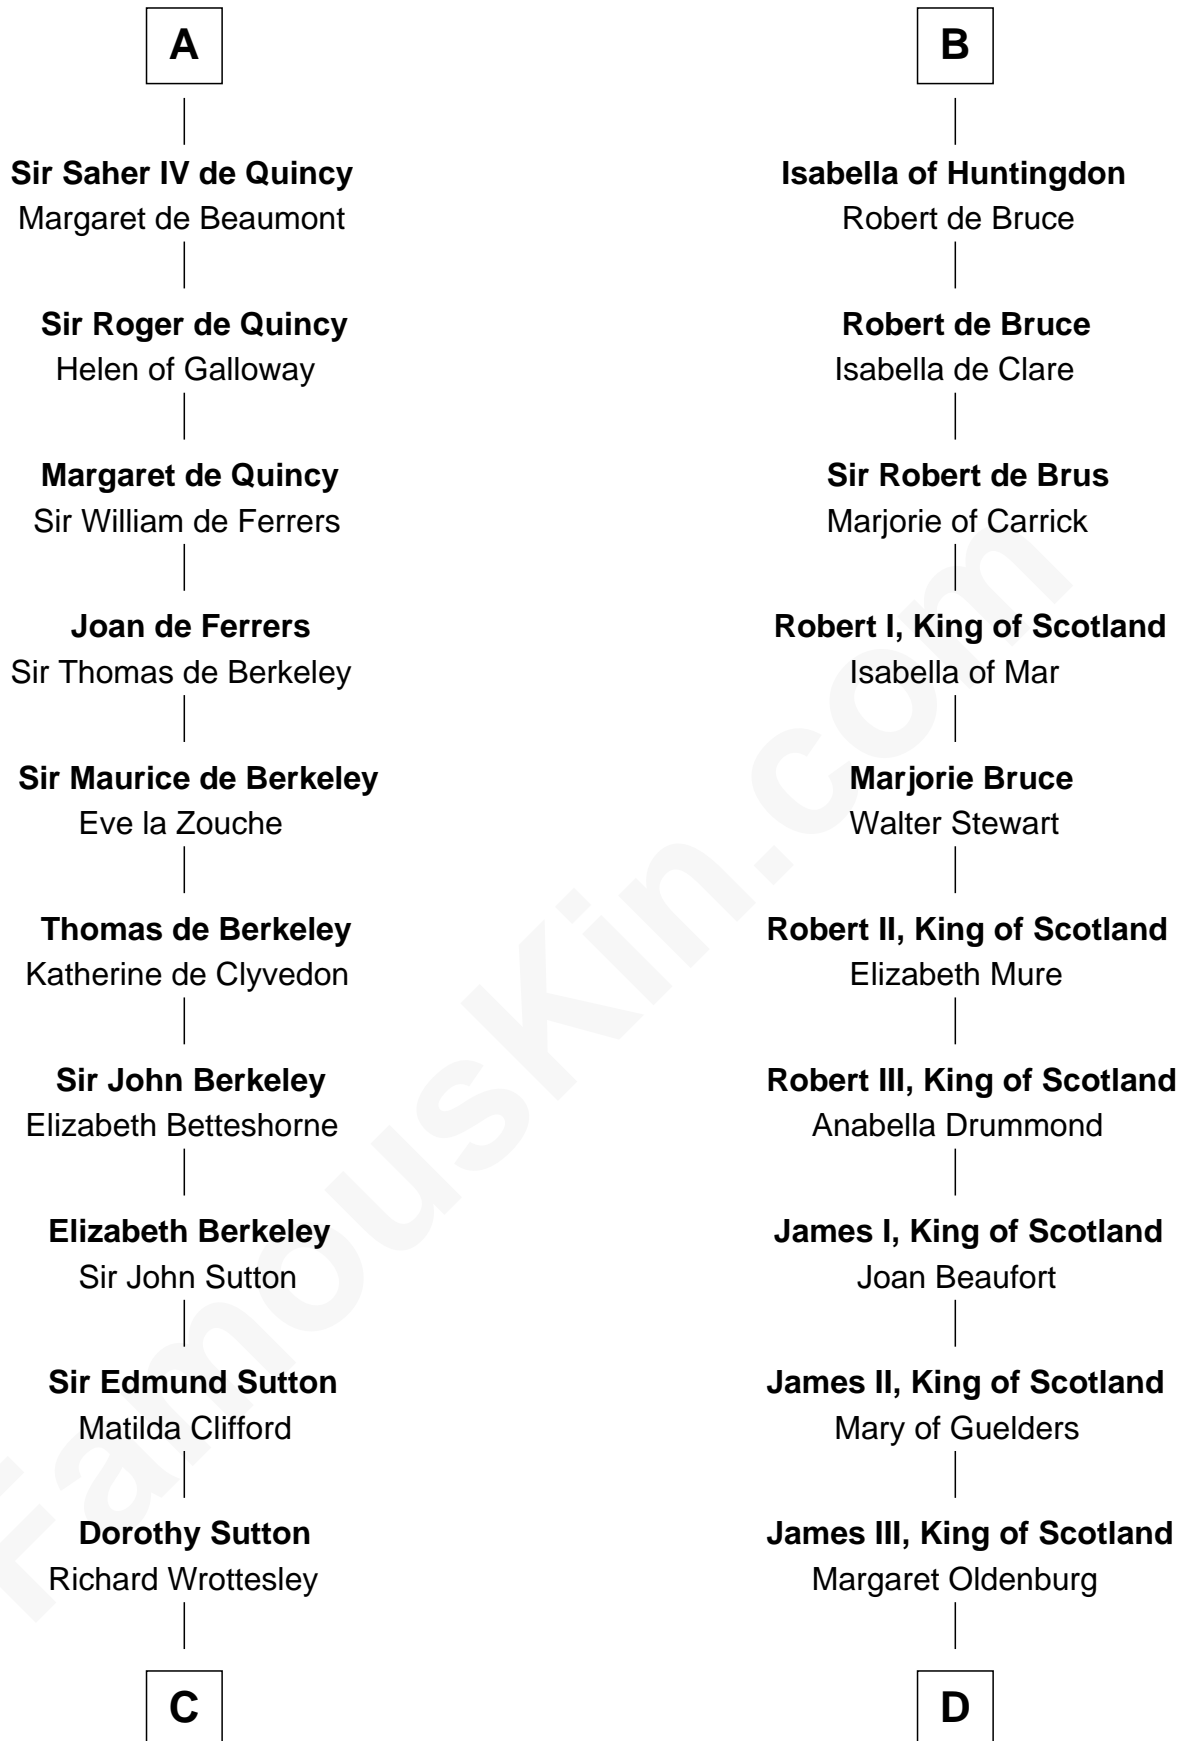 A
Sir Saher IV de Quincy
Margaret de Beaumont
Sir Roger de Quincy
Helen of Galloway
Margaret de Quincy
Sir William de Ferrers
Joan de Ferrers
Sir Thomas de Berkeley
Sir Maurice de Berkeley
Eve la Zouche
Thomas de Berkeley
Katherine de Clyvedon
Sir John Berkeley
Elizabeth Betteshorne
Elizabeth Berkeley
Sir John Sutton
Sir Edmund Sutton
Matilda Clifford
Dorothy Sutton
Richard Wrottesley
C
B
Isabella of Huntingdon
Robert de Bruce
Robert de Bruce
Isabella de Clare
Sir Robert de Brus
Marjorie of Carrick
Robert I, King of Scotland
Isabella of Mar
Marjorie Bruce
Walter Stewart
Robert II, King of Scotland
Elizabeth Mure
Robert III, King of Scotland
Anabella Drummond
James I, King of Scotland
Joan Beaufort
James II, King of Scotland
Mary of Guelders
James III, King of Scotland
Margaret Oldenburg
D
FamousKin.com